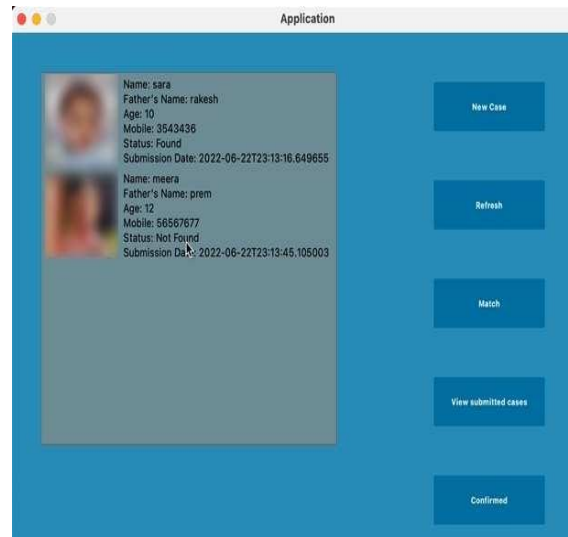 Application
Name: sara
Father's Name: rakesh
Age: 10
Mobile: 3543436
Status: Found
Submission Date: 2022-06-22T23:13:16.649655
Name: meera
Father's Name: prem
Age: 12
Mobile: 56567677
Status: Not Found
Submission Date: 2022-06-22T23:13:45.105003
New Case
Refresh
Match
View submitted cases
Confirmed